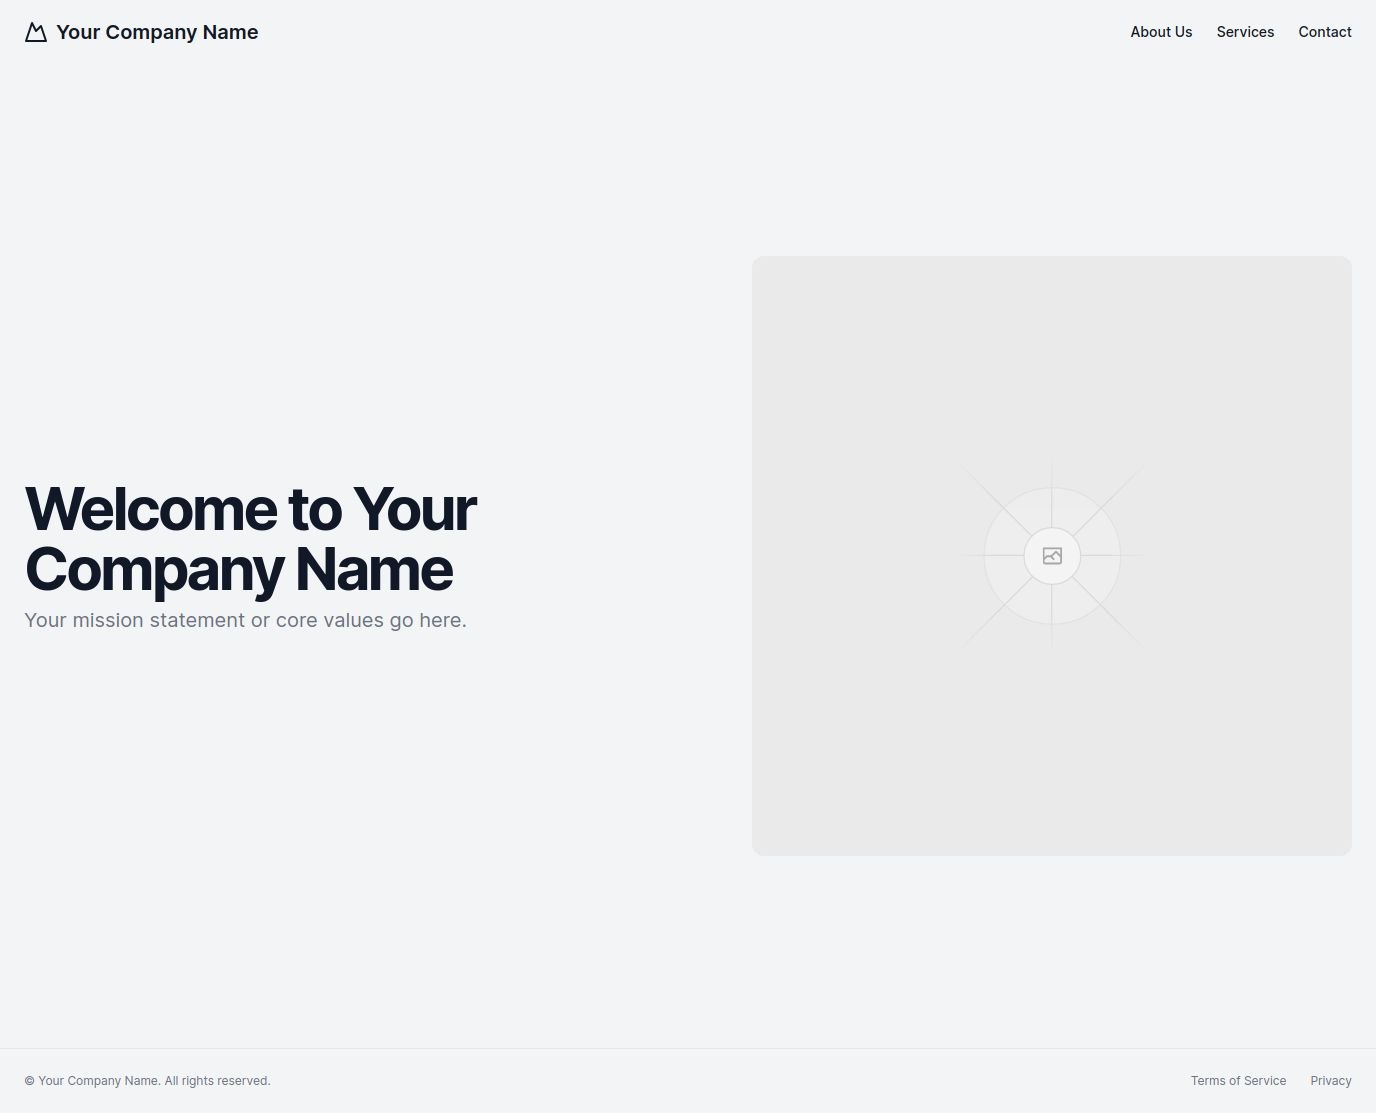 Your Company Name
About Us
Services
Contact
Welcome to Your
Company Name
Your mission statement or core values go here.
© Your Company Name. All rights reserved.
Terms of Service
Privacy